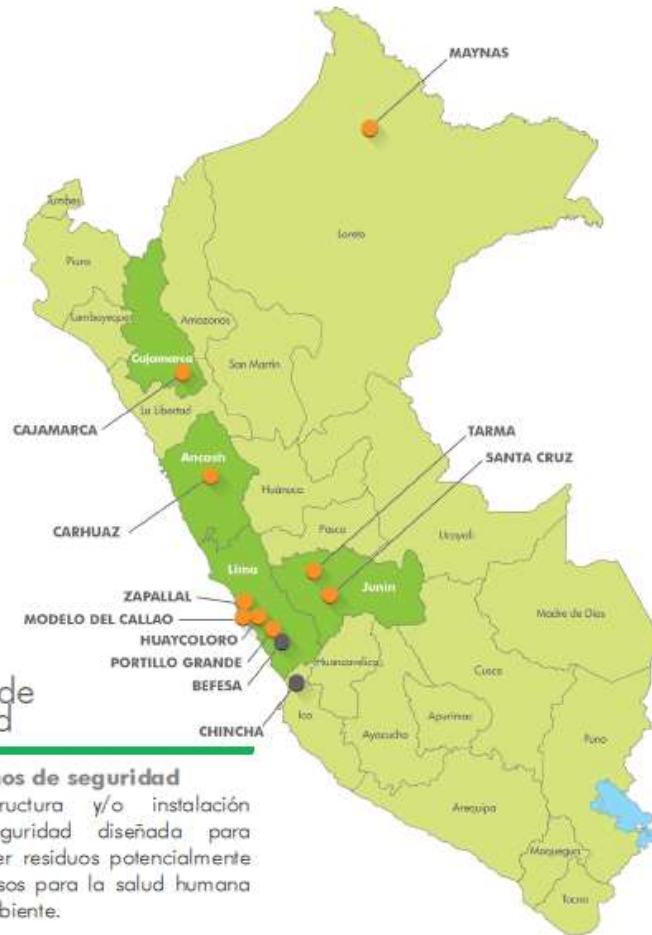 MAYNAS
Tumbes
Loreto
Piura
Lambayeque
Amazonas
San Martín
Cajamarca
La Libertad
CAJAMARCA
TARMA
SANTA CRUZ
Ancash
Huánuco
CARHUAZ
Pasco
Ucayali
Lima
Junín
ZAPALLAL
MODELO DEL CALLAO
HUAYCOLORO
PORTILLO GRANDE
BEFESA
CHINCHA
Madre de Dios
Huancavelica
Cusco
Ica
Ayacucho
Apurímac
Puno
Arequipa
Moquegua
Tacna
de
d
os de seguridad
ructura y/o instalación
guridad diseñada para
er residuos potencialmente
sos para la salud humana
biente.